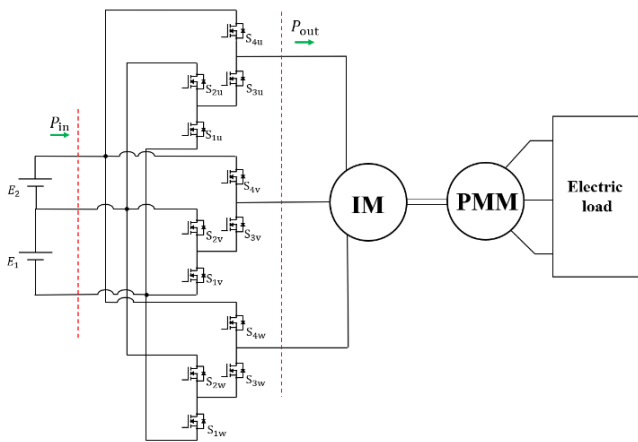 S4u
Pout
S2u
S3u
Pin
S1u
E2
S4v
IM
PMM
Electric
load
S2v
S3v
E1
S1v
S4w
S2w
S3w
S1w